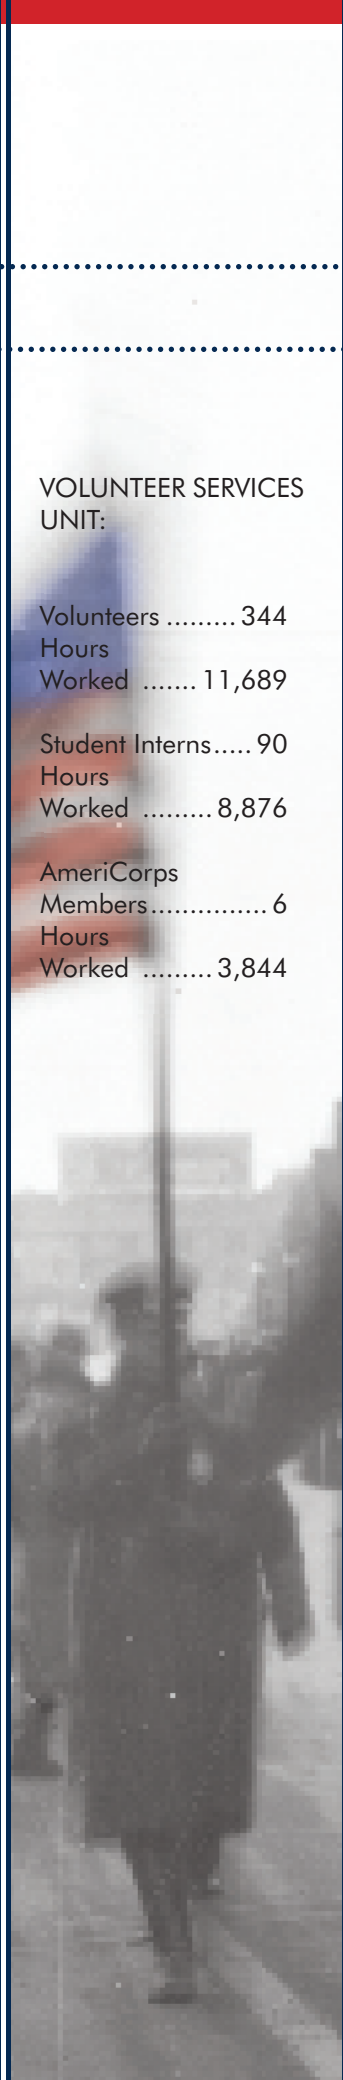 VOLUNTEER SERVICES
UNIT:
Volunteers ......... 344
Hours
Worked ....... 11,689
Student Interns ..... 90
Hours
Worked ......... 8,876
AmeriCorps
Members ............... 6
Hours
Worked ......... 3,844